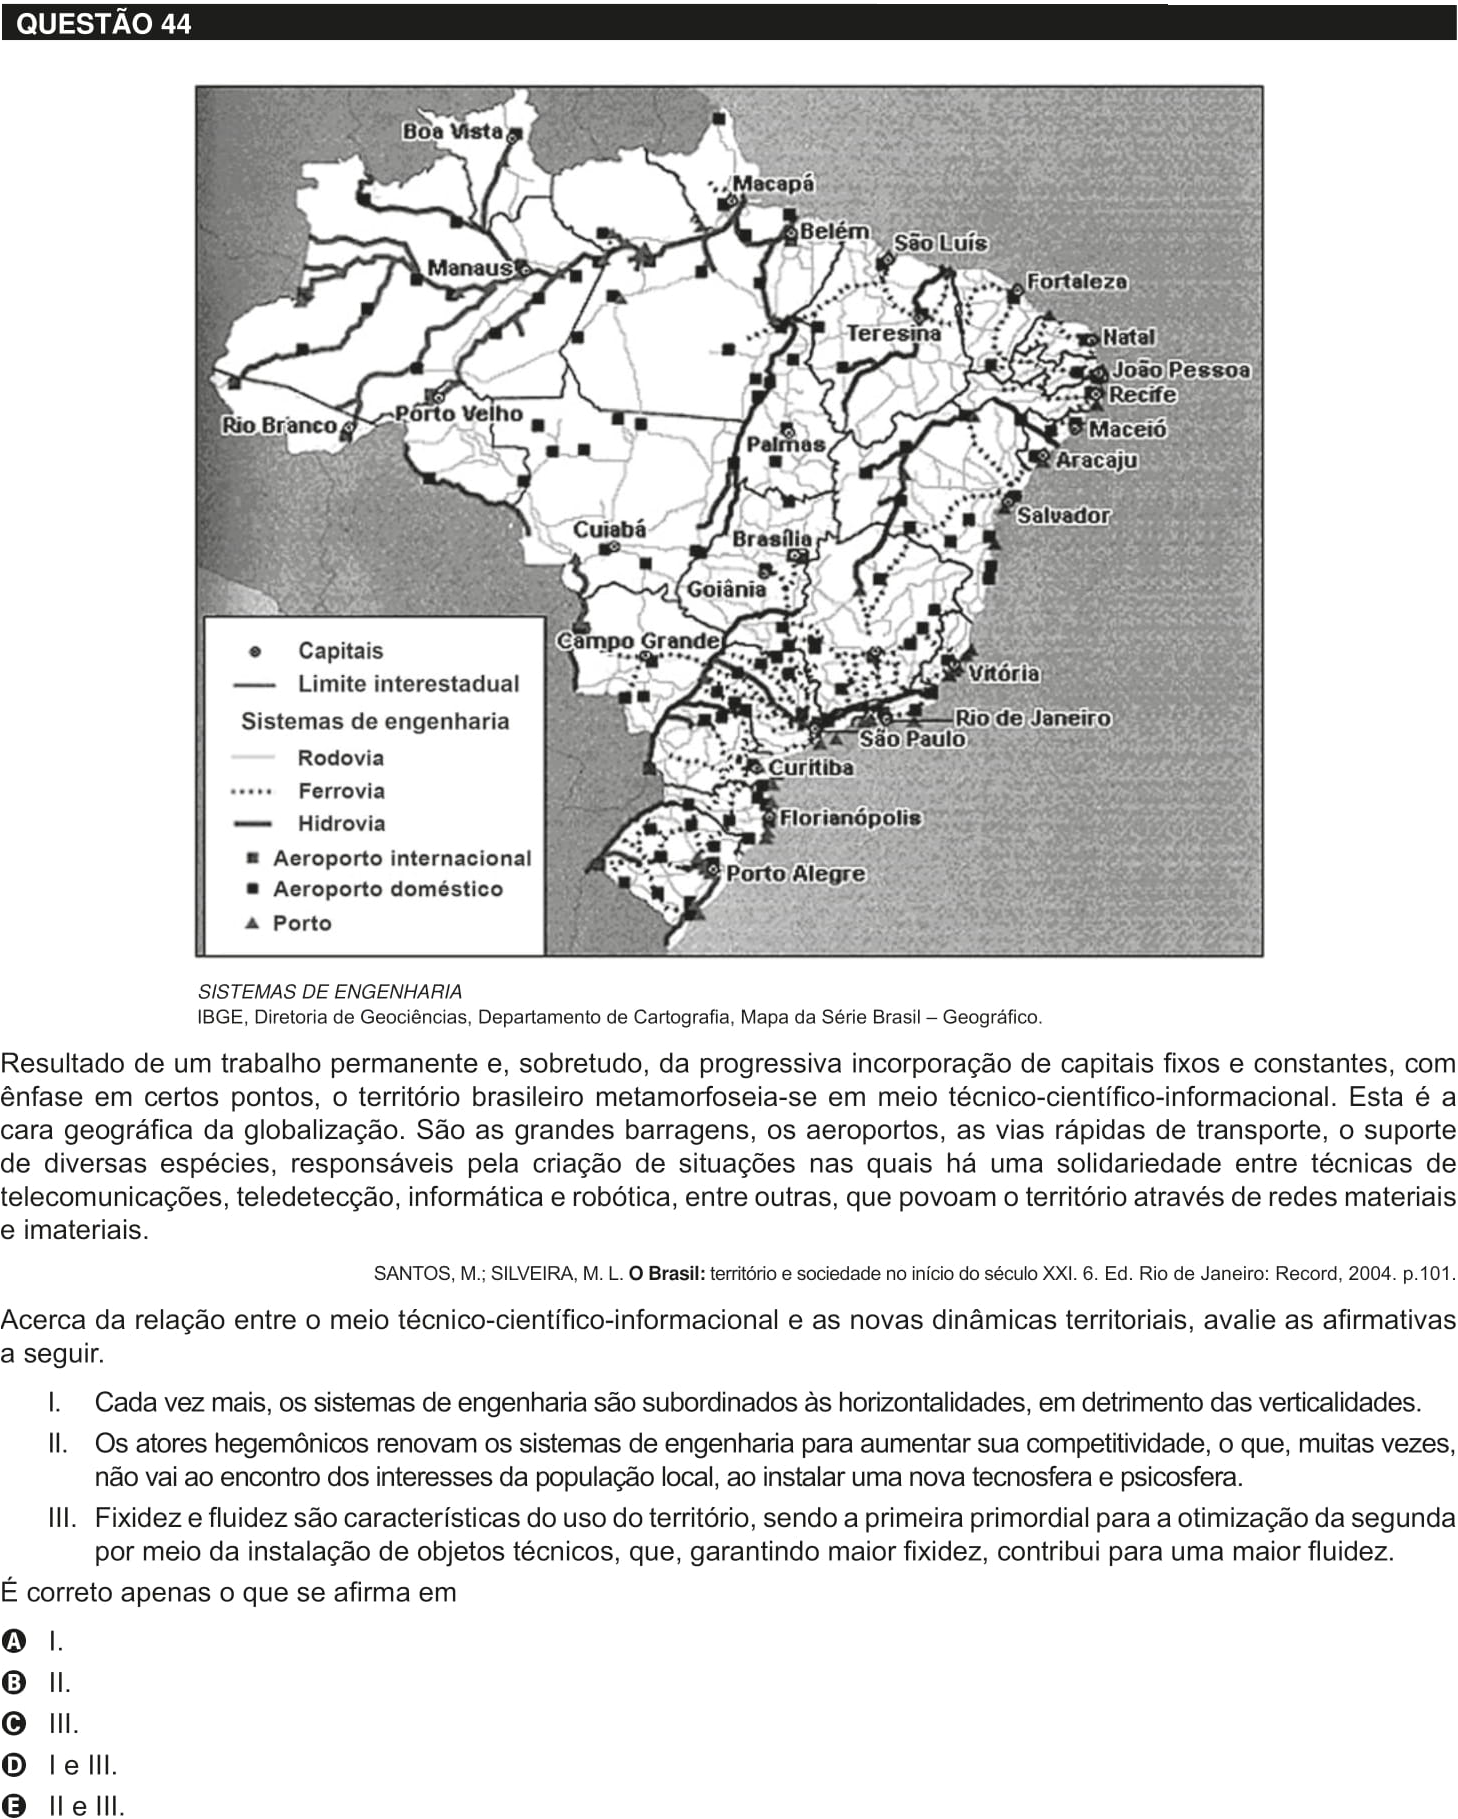 QUESTÃO 44
Boa Vista
Macapá
Belém
São Luís
Manaus
Fortaleza
Teresina
Natal
João Pessoa
Recife
Porto Velho
Rio Branco
Maceió
Palmas
Aracaju
Salvador
Cuiabá
Brasília
Goiânia
Campo Grande
Vitória
Rio de Janeiro
São Paulo
Curitiba
Florianópolis
Porto Alegre
Capitais
Limite interestadual
Sistemas de engenharia
Rodovia
Ferrovia
Hidrovia
Aeroporto internacional
Aeroporto doméstico
Porto
SISTEMAS DE ENGENHARIA
IBGE, Diretoria de Geociências, Departamento de Cartografia, Mapa da Série Brasil – Geográfico.
Resultado de um trabalho permanente e, sobretudo, da progressiva incorporação de capitais fixos e constantes, com
ênfase em certos pontos, o território brasileiro metamorfoseia-se em meio técnico-científico-informacional. Esta é a
cara geográfica da globalização. São as grandes barragens, os aeroportos, as vias rápidas de transporte, o suporte
de diversas espécies, responsáveis pela criação de situações nas quais há uma solidariedade entre técnicas de
telecomunicações, teledetecção, informática e robótica, entre outras, que povoam o território através de redes materiais
e imateriais.
SANTOS, M.; SILVEIRA, M. L. O Brasil: território e sociedade no início do século XXI. 6. Ed. Rio de Janeiro: Record, 2004. p.101.
Acerca da relação entre o meio técnico-científico-informacional e as novas dinâmicas territoriais, avalie as afirmativas
a seguir.
I. Cada vez mais, os sistemas de engenharia são subordinados às horizontalidades, em detrimento das verticalidades.
II. Os atores hegemônicos renovam os sistemas de engenharia para aumentar sua competitividade, o que, muitas vezes,
não vai ao encontro dos interesses da população local, ao instalar uma nova tecnosfera e psicosfera.
III. Fixidez e fluidez são características do uso do território, sendo a primeira primordial para a otimização da segunda
por meio da instalação de objetos técnicos, que, garantindo maior fixidez, contribui para uma maior fluidez.
É correto apenas o que se afirma em
A I.
B II.
C III.
D I e III.
E II e III.